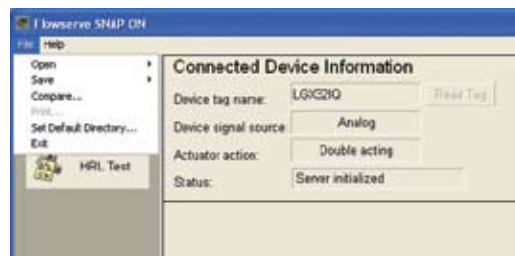 Flowserve SNAP ON
File Help
Open
Save
Compare...
Print...
Set Default Directory...
Exit
HRL Test
Connected Device Information
Device tag name:
Read Tag
Device signal source
Analog
Actuator action:
Double acting
Status:
Server initialized